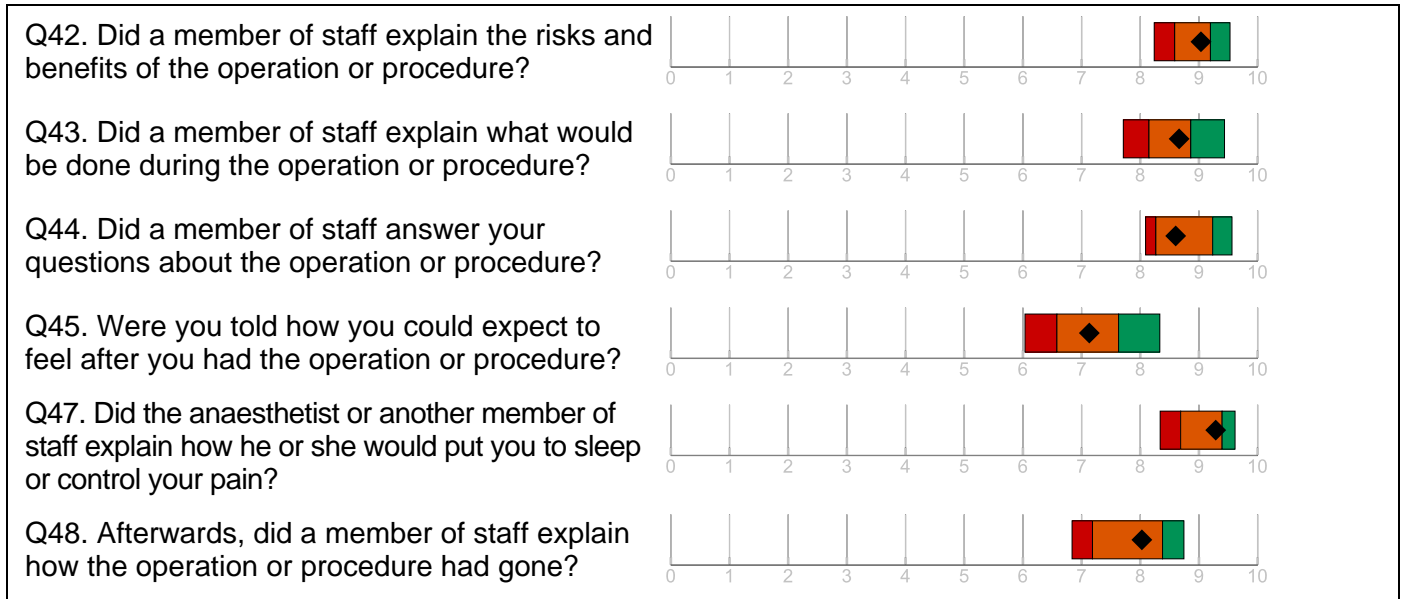 Q42. Did a member of staff explain the risks and
benefits of the operation or procedure?
0 1 2 3 4 5 6 7 8 9 10
Q43. Did a member of staff explain what would
be done during the operation or procedure?
0 1 2 3 4 5 6 7 8 9 10
Q44. Did a member of staff answer your
questions about the operation or procedure?
0 1 2 3 4 5 6 7 8 9 10
Q45. Were you told how you could expect to
feel after you had the operation or procedure?
0 1 2 3 4 5 6 7 8 9 10
Q47. Did the anaesthetist or another member of
staff explain how he or she would put you to sleep
or control your pain?
0 1 2 3 4 5 6 7 8 9 10
Q48. Afterwards, did a member of staff explain
how the operation or procedure had gone?
0 1 2 3 4 5 6 7 8 9 10